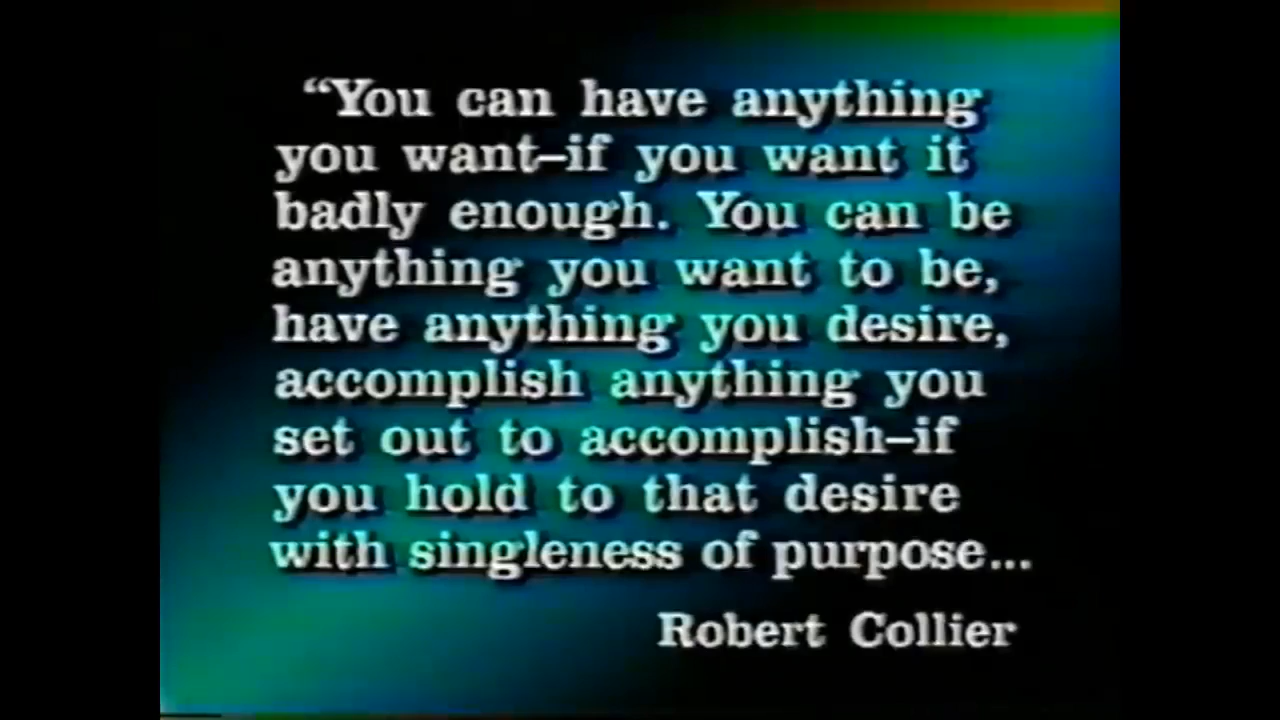 “You can have anything
you want–if you want it
badly enough. You can be
anything you want to be,
have anything you desire,
accomplish anything you
set out to accomplish–if
you hold to that desire
with singleness of purpose...
Robert Collier